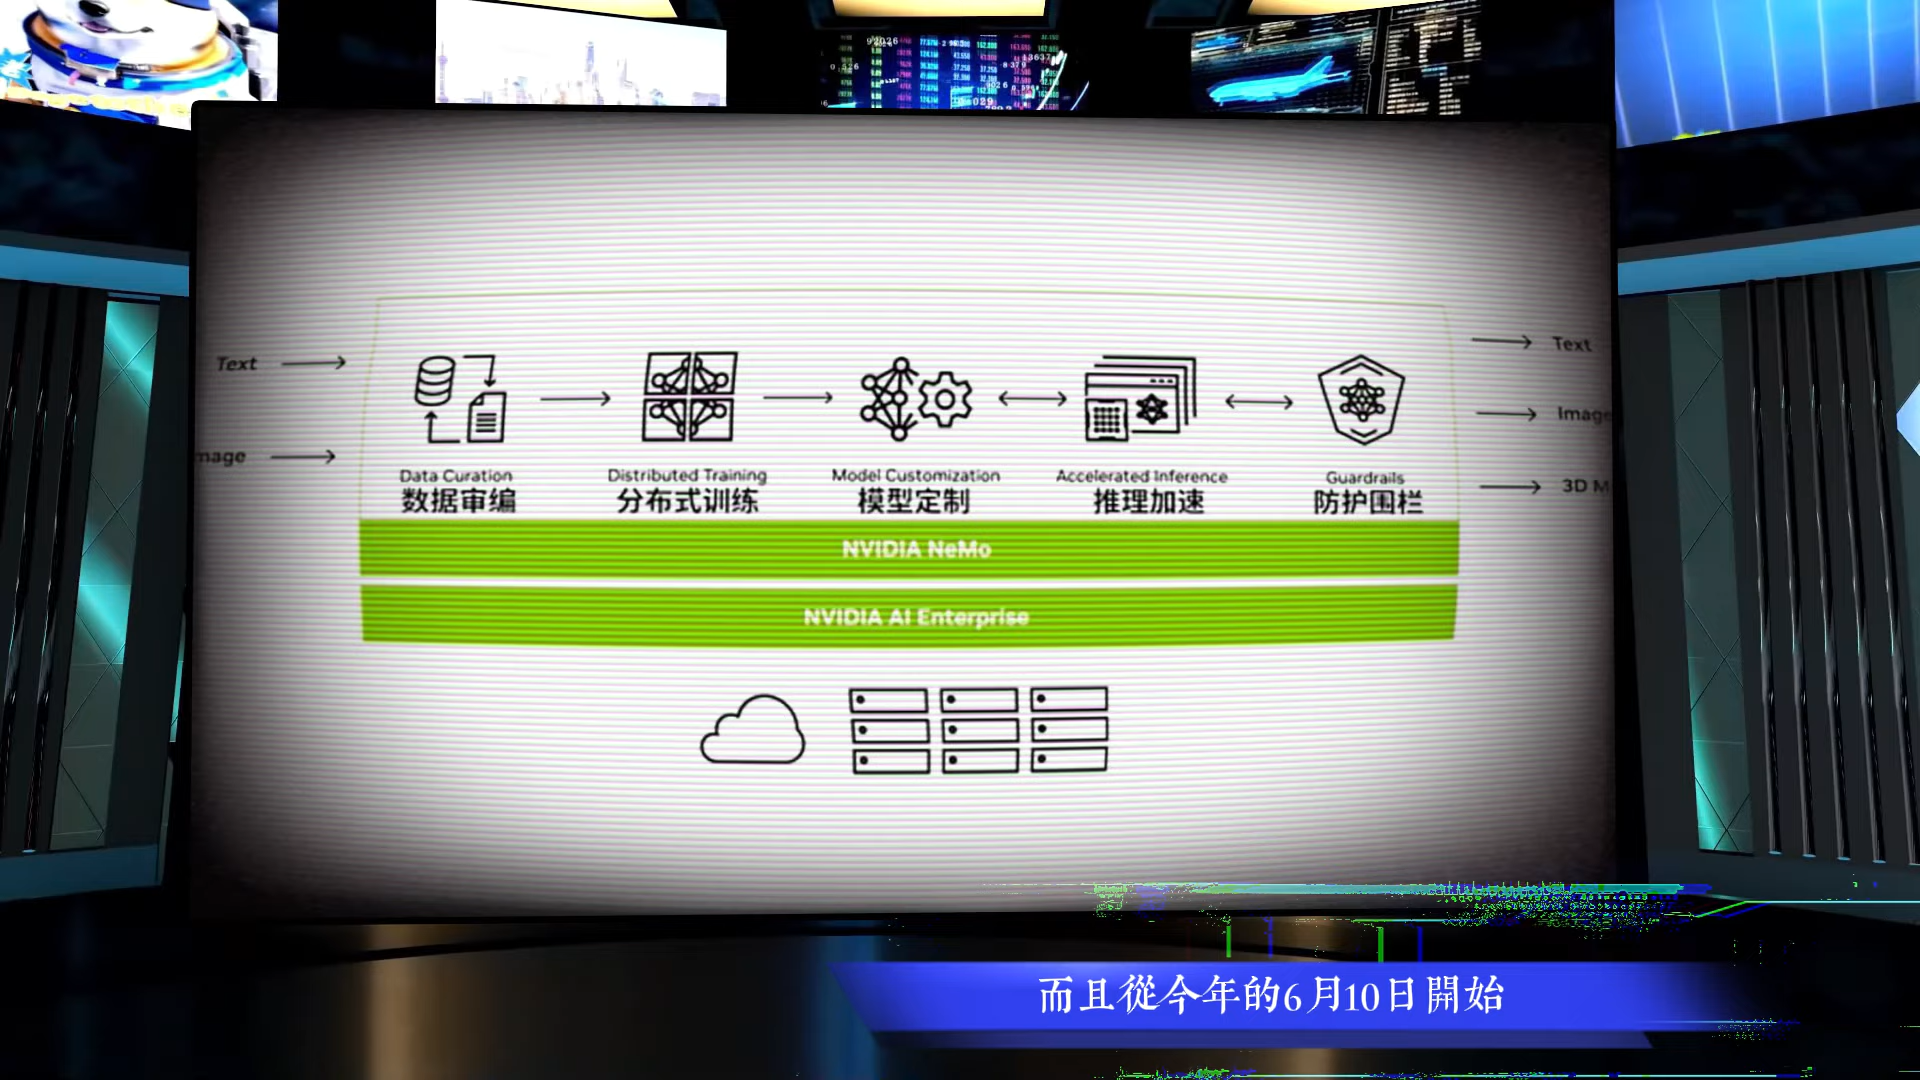 Text
mage
Data Curation
数据审编
Distributed Training
分布式训练
Model Customization
模型定制
Accelerated Inference
推理加速
Guardrails
防护围栏
Text
Image
3D M
NVIDIA NeMo
NVIDIA AI Enterprise
而且從今年的6月10日開始